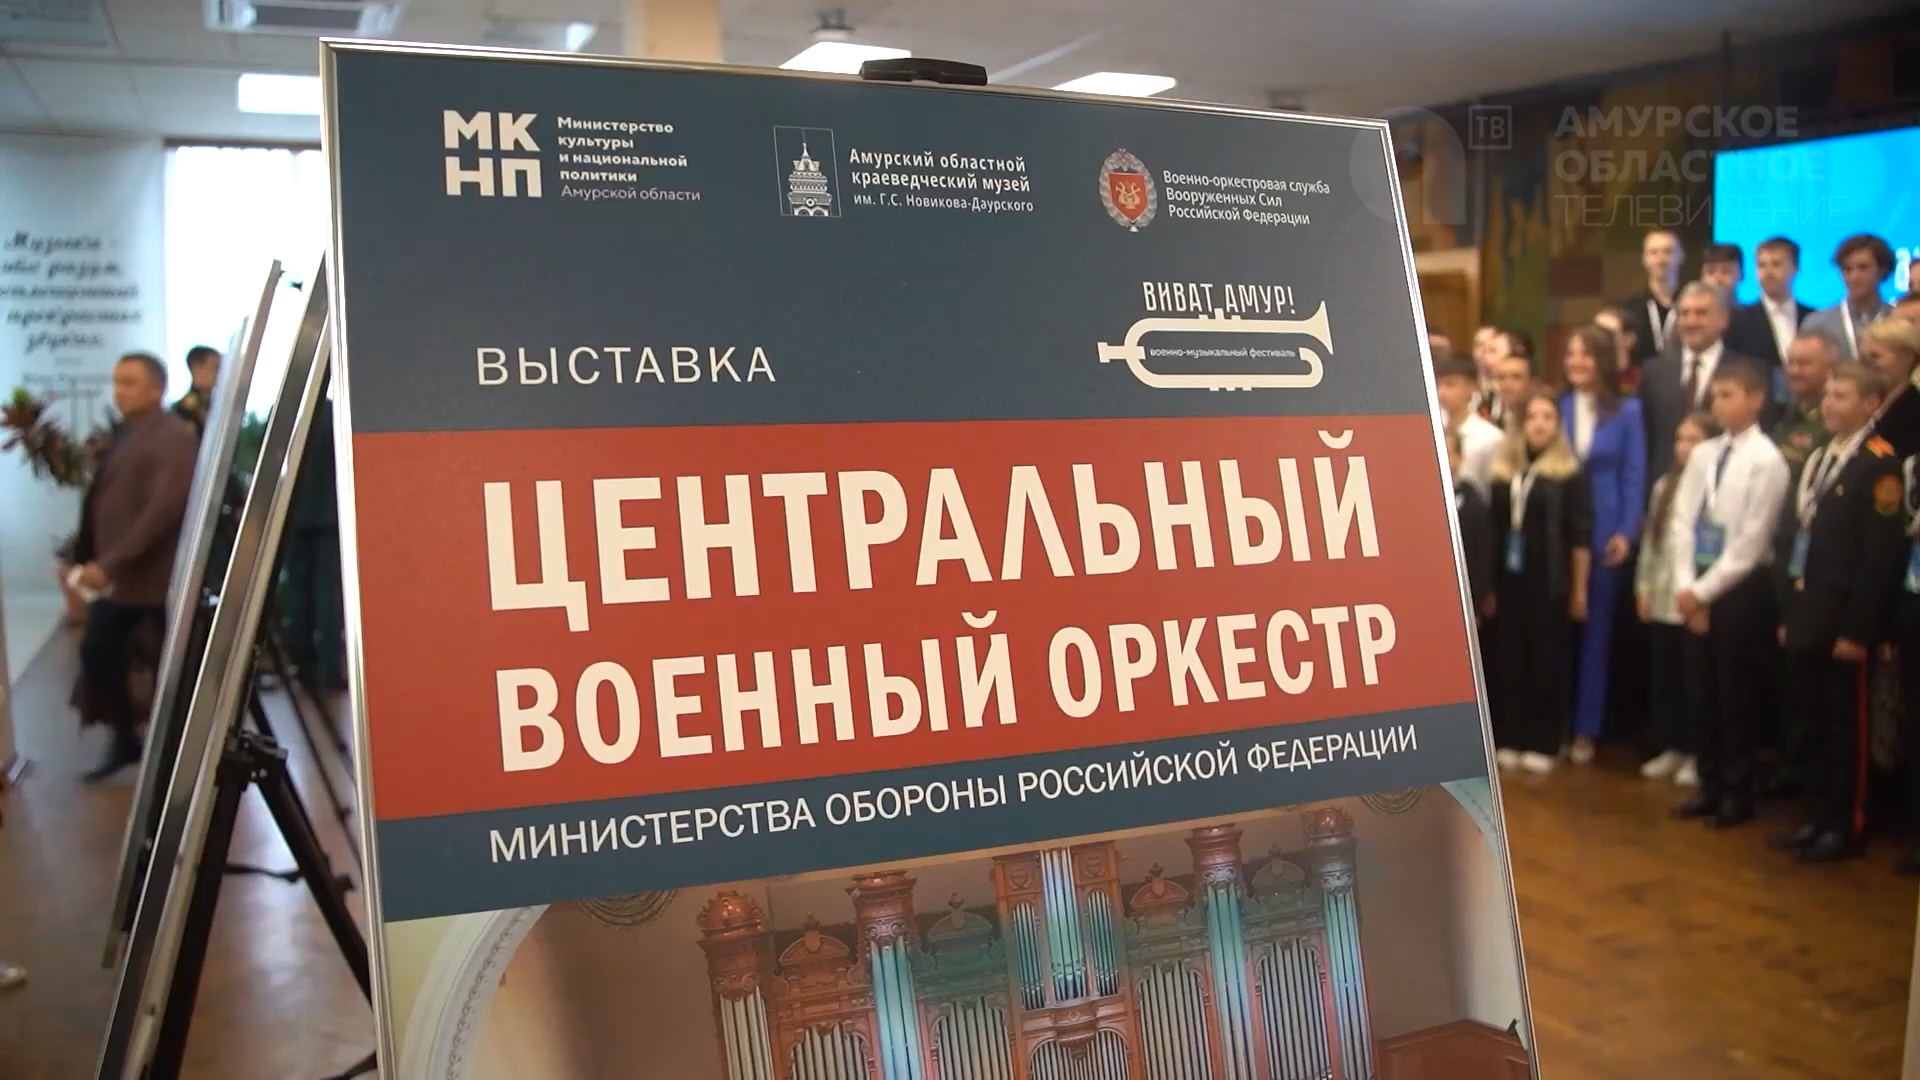 МК
НП
Министерство
культуры
и национальной
политики
Амурской области
Амурский областной
краеведческий музей
им. Г.С. Новикова-Даурского
Военно-оркестровая служба
Вооруженных Сил
Российской Федерации
ТВ
АМУРСКОЕ
ОБЛАСТНОЕ
ТЕЛЕВИДЕНИЕ
ВИВАТ, АМУР!
военно-музыкальный фестиваль
ВЫСТАВКА
ЦЕНТРАЛЬНЫЙ
ВОЕННЫЙ ОРКЕСТР
МИНИСТЕРСТВА ОБОРОНЫ РОССИЙСКОЙ ФЕДЕРАЦИИ